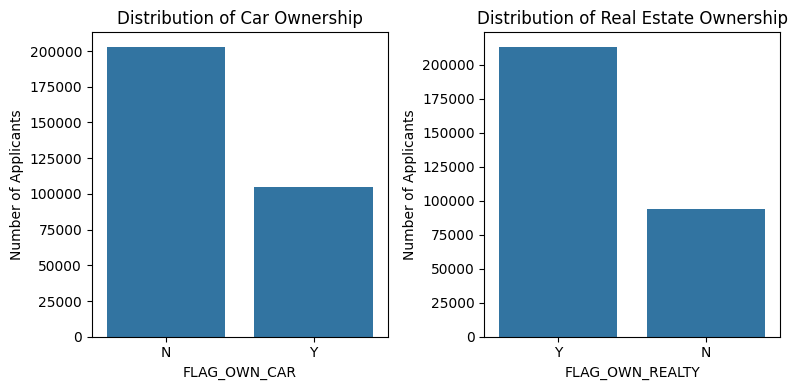 Distribution of Car Ownership
Number of Applicants
200000
175000
150000
125000
100000
75000
50000
25000
0
N Y
FLAG_OWN_CAR
Distribution of Real Estate Ownership
Number of Applicants
200000
175000
150000
125000
100000
75000
50000
25000
0
Y N
FLAG_OWN_REALTY